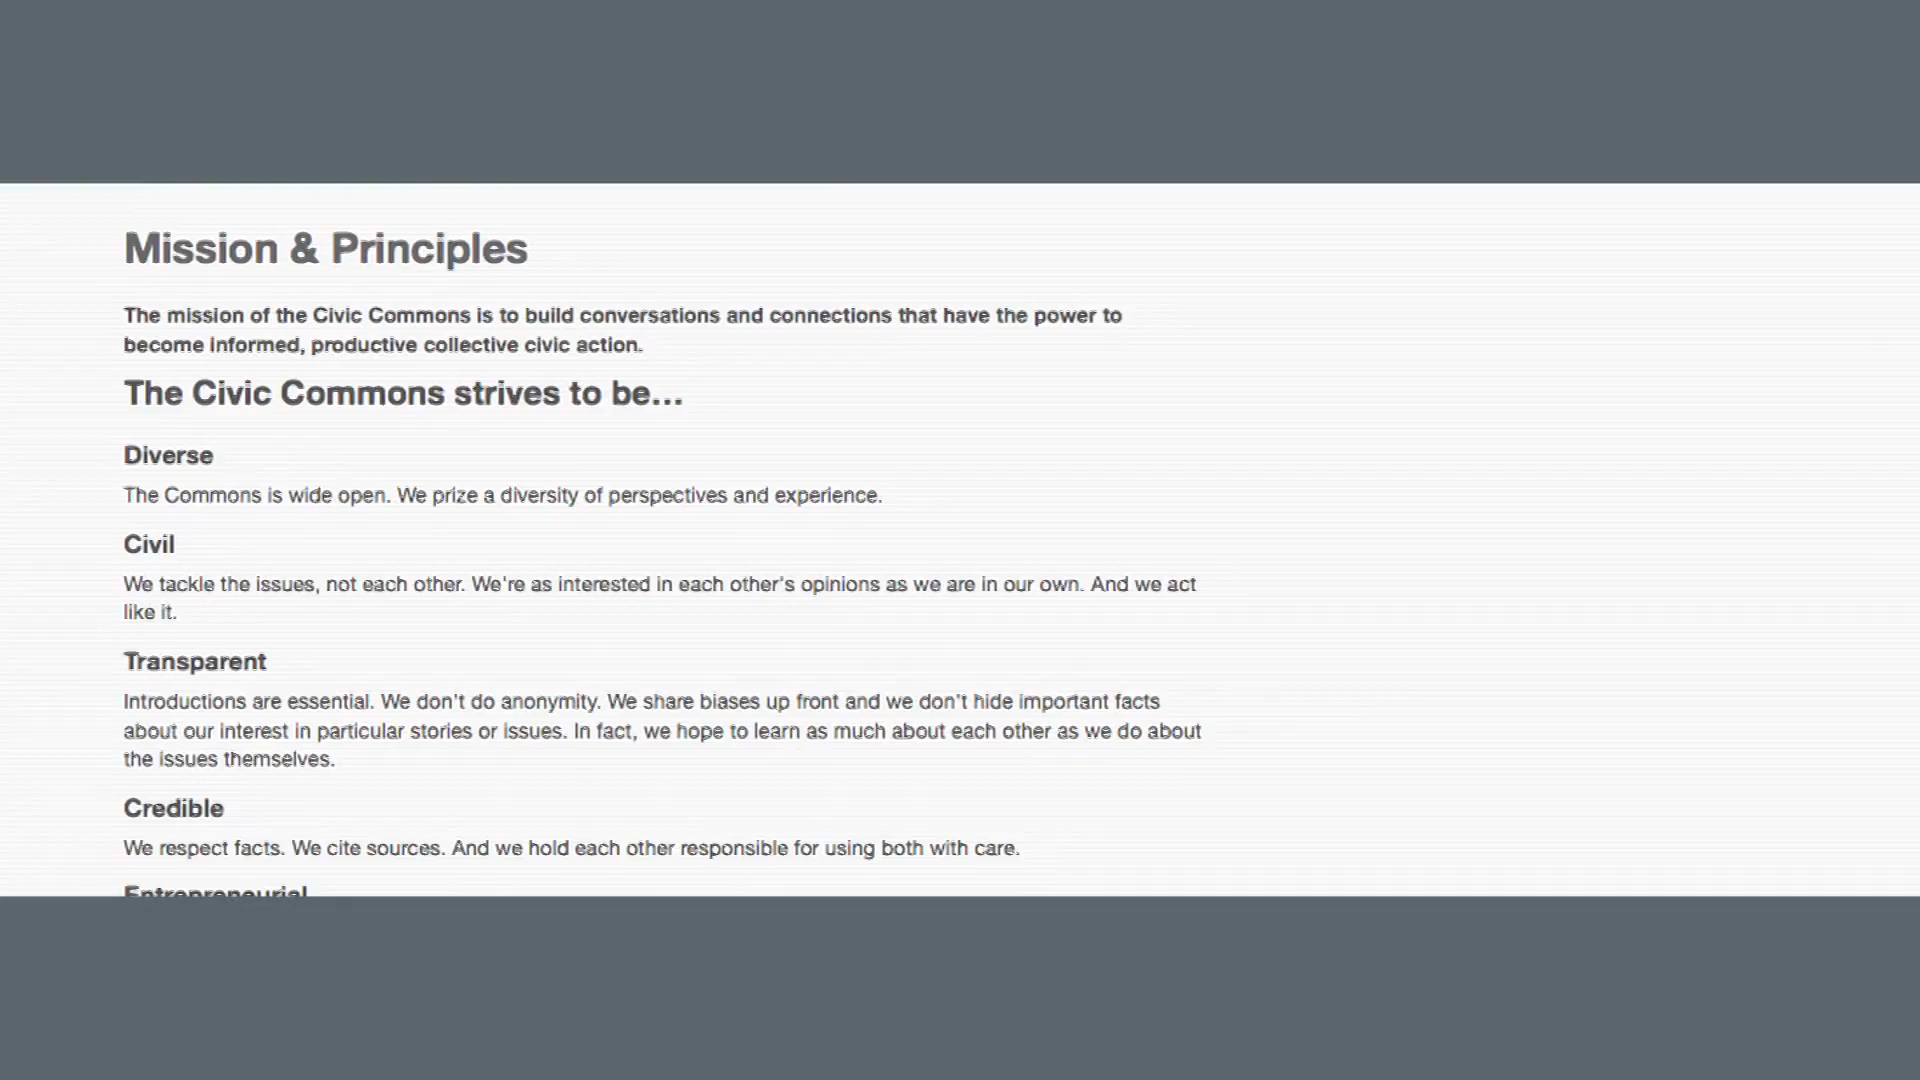 Mission & Principles
The mission of the Civic Commons is to build conversations and connections that have the power to
become informed, productive collective civic action.
The Civic Commons strives to be...
Diverse
The Commons is wide open. We prize a diversity of perspectives and experience.
Civil
We tackle the issues, not each other. We're as interested in each other's opinions as we are in our own. And we act
like it.
Transparent
Introductions are essential. We don't do anonymity. We share biases up front and we don't hide important facts
about our interest in particular stories or issues. In fact, we hope to learn as much about each other as we do about
the issues themselves.
Credible
We respect facts. We cite sources. And we hold each other responsible for using both with care.
Entrepreneurial